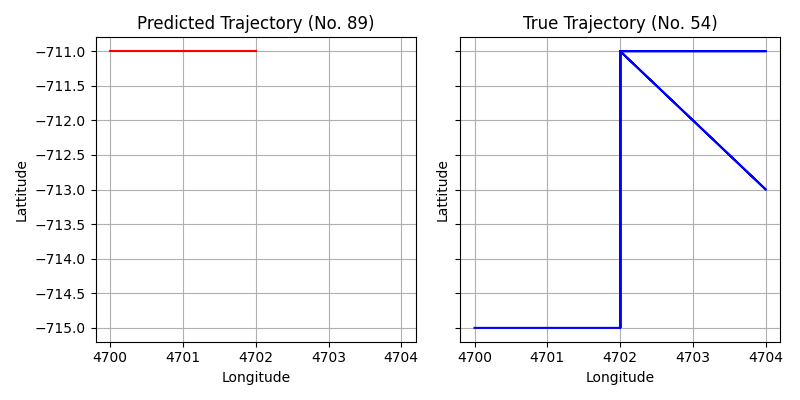 Predicted Trajectory (No. 89)
True Trajectory (No. 54)
Lattitude
−711.0
−711.5
−712.0
−712.5
−713.0
−713.5
−714.0
−714.5
−715.0
4700 4701 4702 4703 4704
Longitude
Lattitude
4700 4701 4702 4703 4704
Longitude